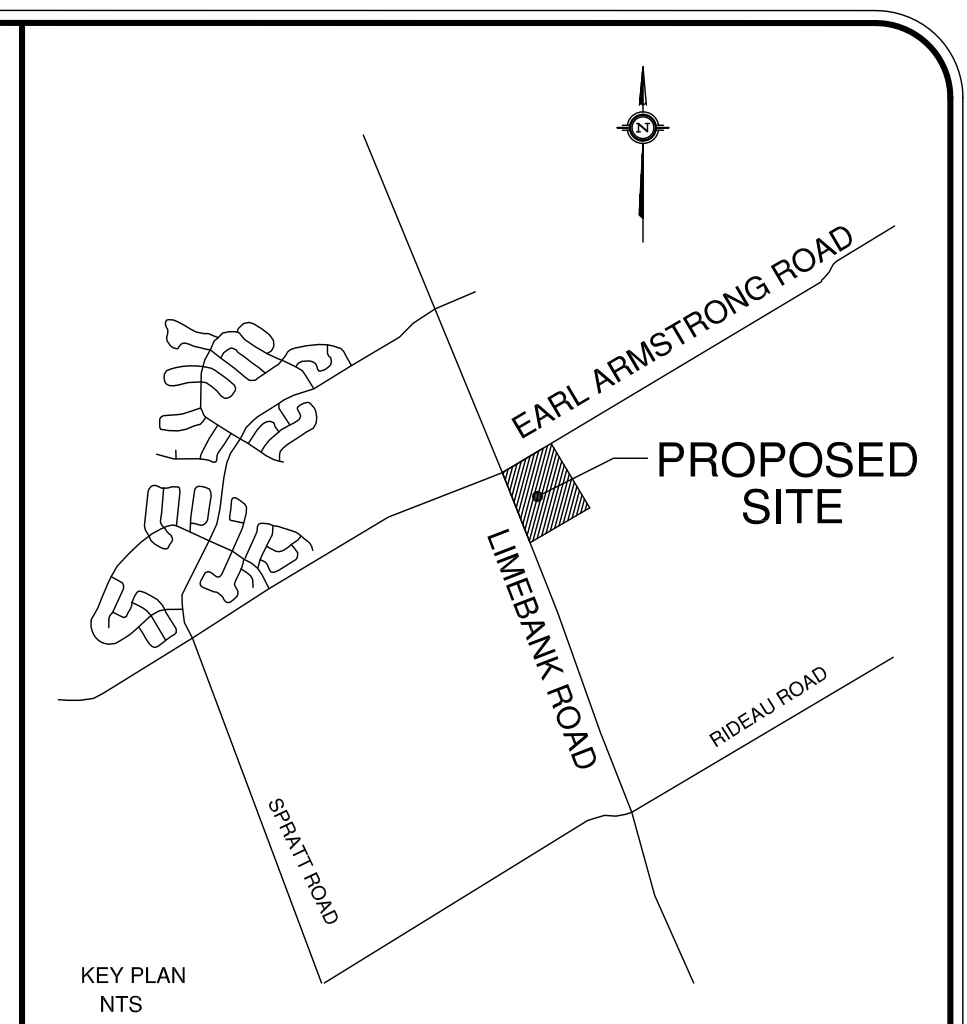 N
EARL ARMSTRONG ROAD
PROPOSED
SITE
LIMEBANK ROAD
RIDEAU ROAD
SPRATT ROAD
KEY PLAN
NTS